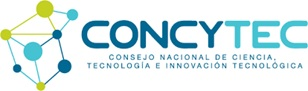 CONCYTEC
CONSEJO NACIONAL DE CIENCIA,
TECNOLOGÍA E INNOVACIÓN TECNOLÓGICA